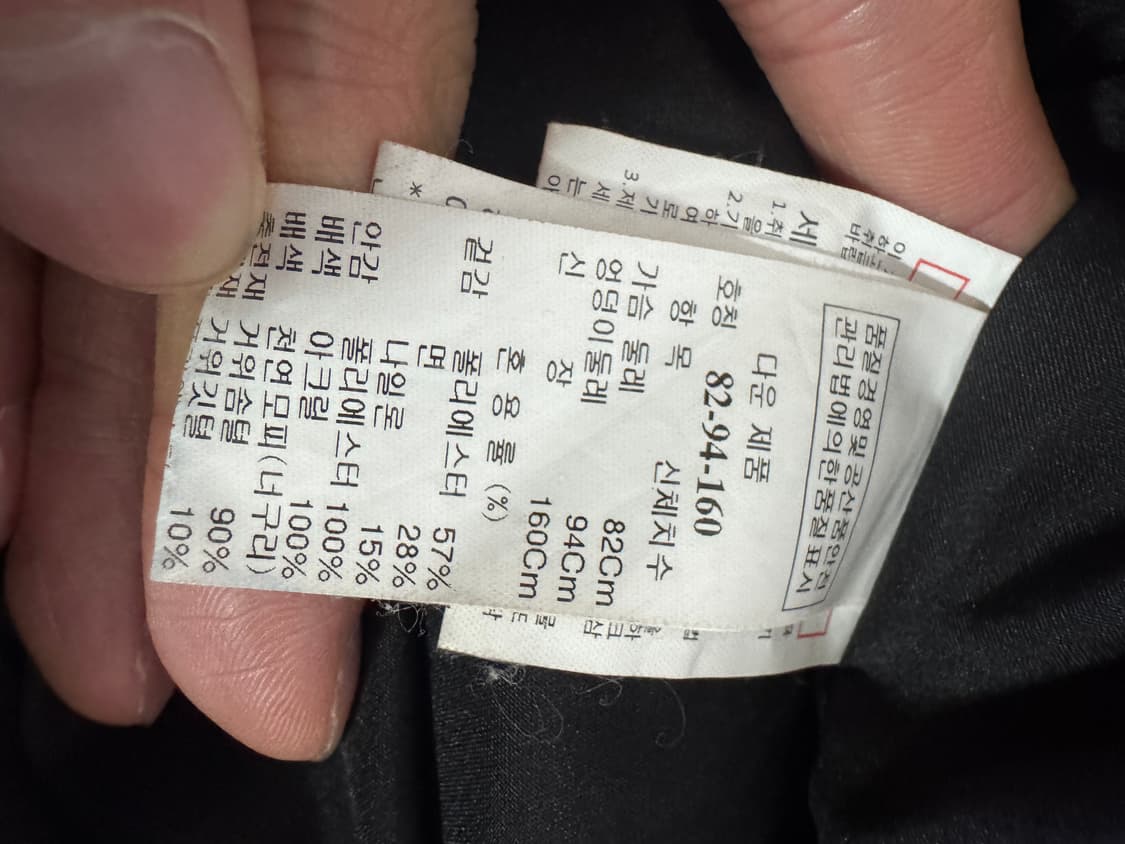 품질경영및공산품안전
관리법에의한품질표시
다운 제품
호칭 82-94-160
항 목 신체치수
가슴 둘레 82Cm
엉덩이둘레 94Cm
신 장 160Cm
혼 용 율 (%)
겉감 폴리에스터 57%
면 28%
나일론 15%
안감 폴리에스터 100%
배색 아크릴 100%
배색 천연모피(너구리)
충전재 거위솜털 90%
거위깃털 10%